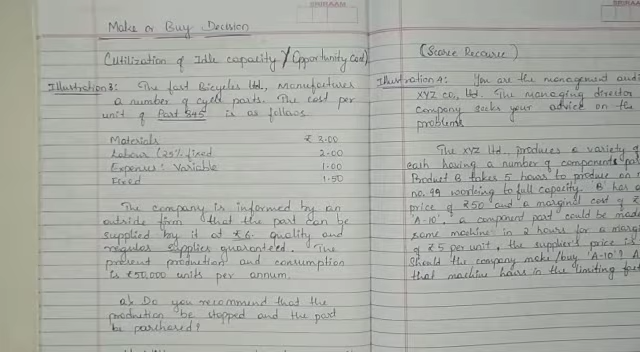 SHRIRAAM
Make or Buy Decision
(Utilization of Idle capacity / Opportunity Cost)
Illustration 3: The fast Bicycles Ltd., manufactures
a number of cycle parts. The cost per
unit of Part 545 is as follows.
Materials ₹ 3.00
Labour (25% fixed 2.00
Expenses: Variable 1.00
Fixed 1.50
The company is informed by an
outside firm that the part can be
supplied by it at ₹6. quality and
regular supplies guaranteed. The
present production and consumption
is ₹50,000 units per annum.
a) Do you recommend that the
production be stopped and the part
be purchased?
(Scarce Resource)
Illustration 4: You are the management audi
XYZ co., Ltd. The managing director
company seeks your advice on the
problems
The XYZ Ltd., produces a variety of
each having a number of components par
Product B takes 5 hours to produce on
no. 99 working to full capacity. B has
price of ₹50 and a marginal cost of ₹
'A-10', a component part could be made
same machine in 2 hours for a marg
of ₹5 per unit, the supplier's price is
Should the company make/buy 'A-10'? A
that machine hours is the limiting fact